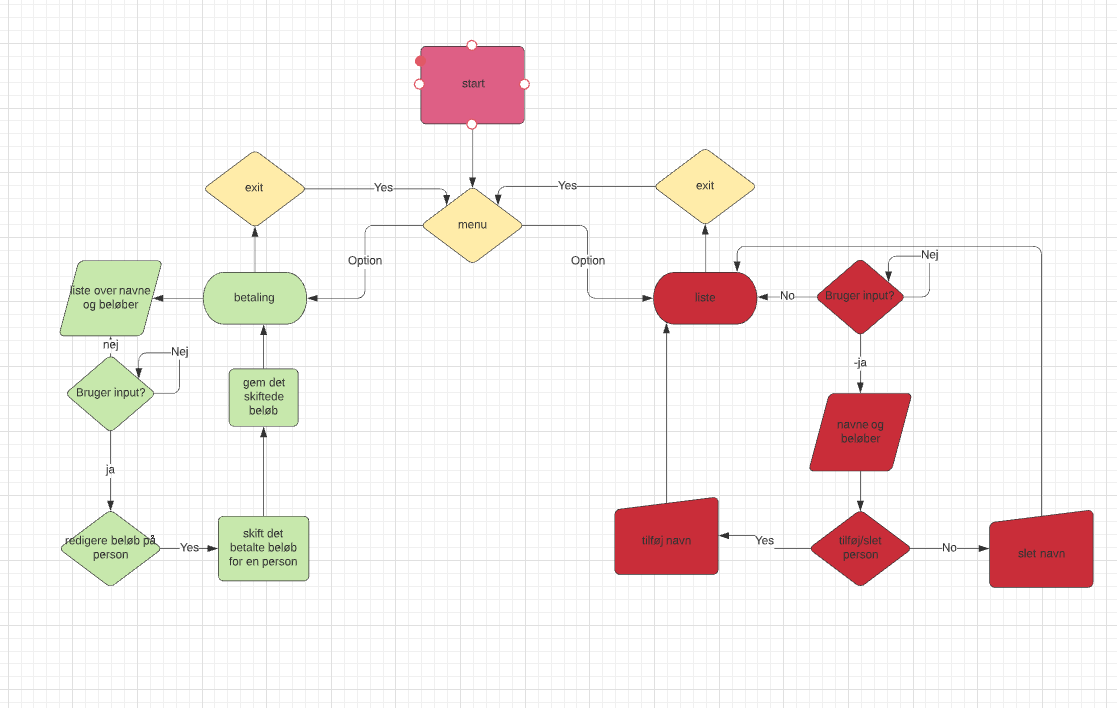 start
exit
Yes
Yes
exit
menu
Option
Option
Nej
liste over navne
og beløber
betaling
liste
No
Bruger input?
nej
Nej
-ja
gem det
skiftede
beløb
Bruger input?
navne og
beløber
ja
skift det
betalte beløb
for en person
redigere beløb på
person
Yes
tilføj navn
Yes
tilføj/slet
person
No
slet navn